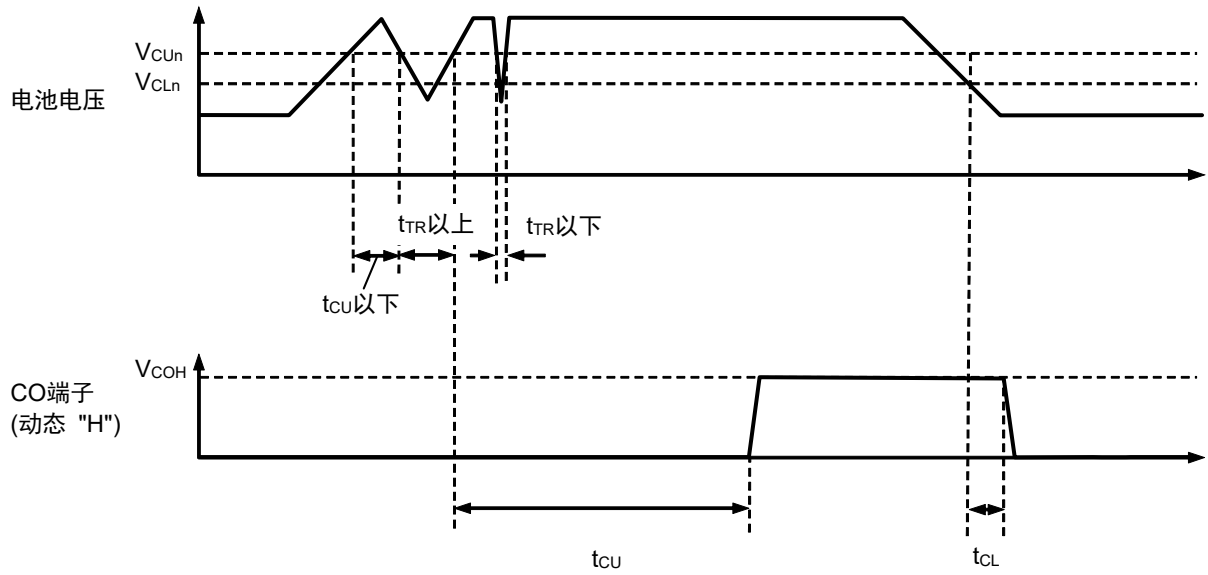 VCUn
VCLn
电池电压
tTR以上
tTR以下
tCU以下
VCOH
CO端子
(动态 "H")
tCU
tCL